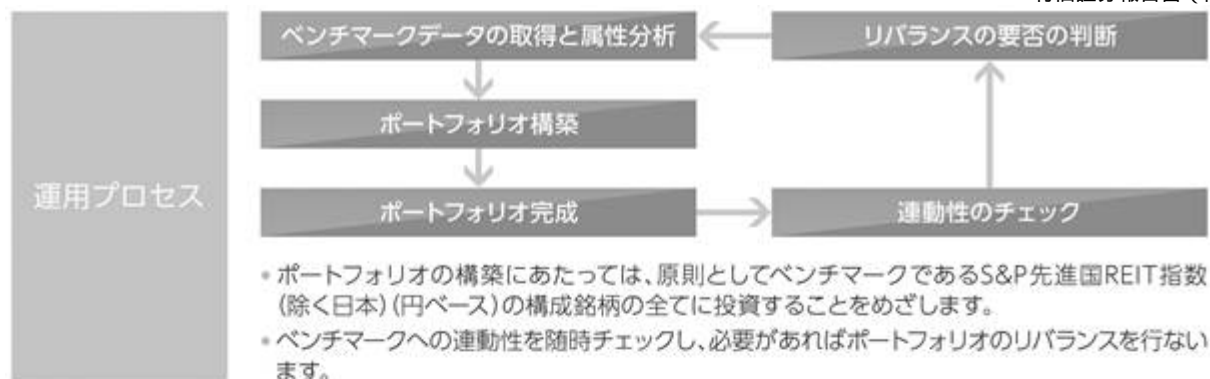 ベンチマークデータの取得と属性分析
リバランスの要否の判断
ポートフォリオ構築
運用プロセス
ポートフォリオ完成
連動性のチェック
•ポートフォリオの構築にあたっては、原則としてベンチマークであるS&P先進国REIT指数
(除く日本)(円ベース)の構成銘柄の全てに投資することをめざします。
•ベンチマークへの連動性を随時チェックし、必要があればポートフォリオのリバランスを行ない
ます。